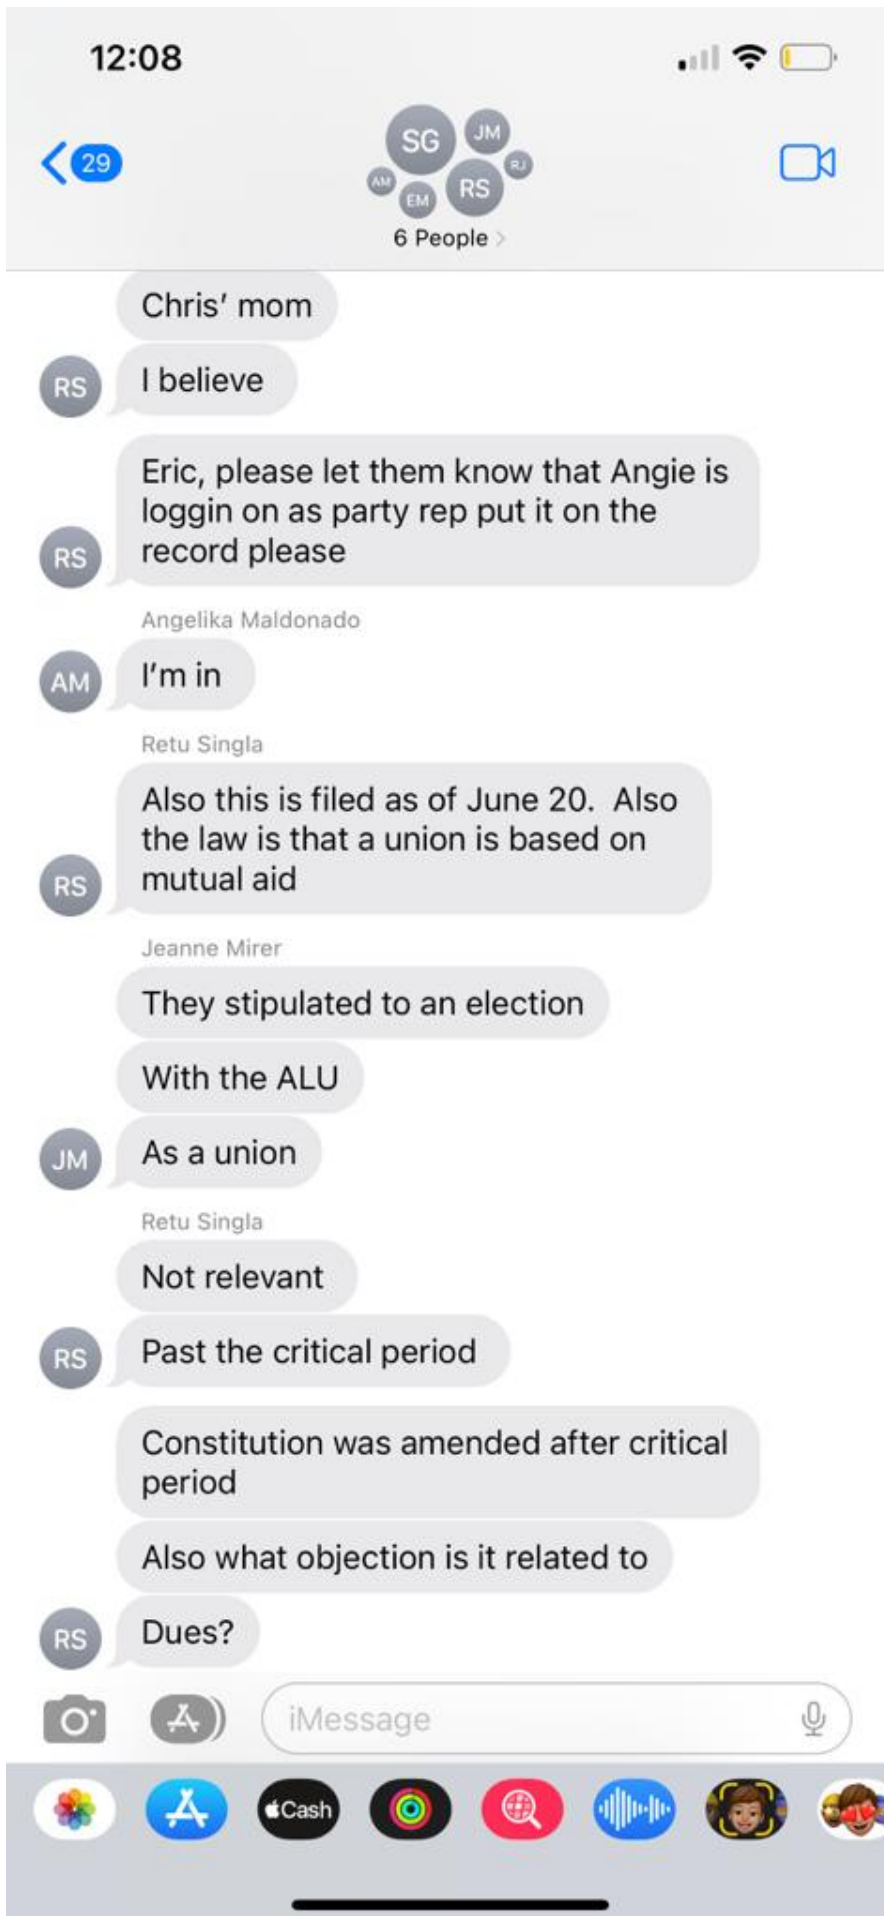 12:08
29
SG
JM
RJ
AM
EM
RS
6 People
Chris’ mom
I believe
RS
Eric, please let them know that Angie is
loggin on as party rep put it on the
record please
RS
Angelika Maldonado
I’m in
AM
Retu Singla
Also this is filed as of June 20.  Also
the law is that a union is based on
mutual aid
RS
Jeanne Mirer
They stipulated to an election
With the ALU
As a union
JM
Retu Singla
Not relevant
Past the critical period
RS
Constitution was amended after critical
period
Also what objection is it related to
Dues?
RS
iMessage
Cash